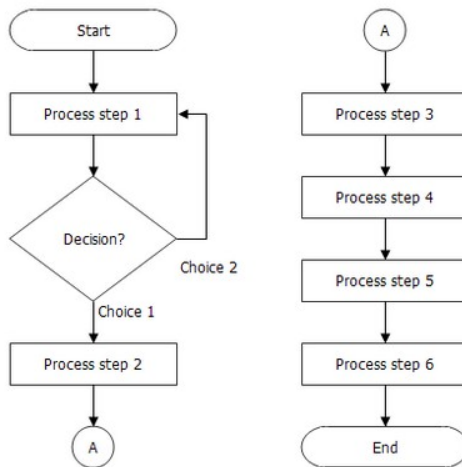 Start
Process step 1
Decision?
Choice 2
Choice 1
Process step 2
A
A
Process step 3
Process step 4
Process step 5
Process step 6
End